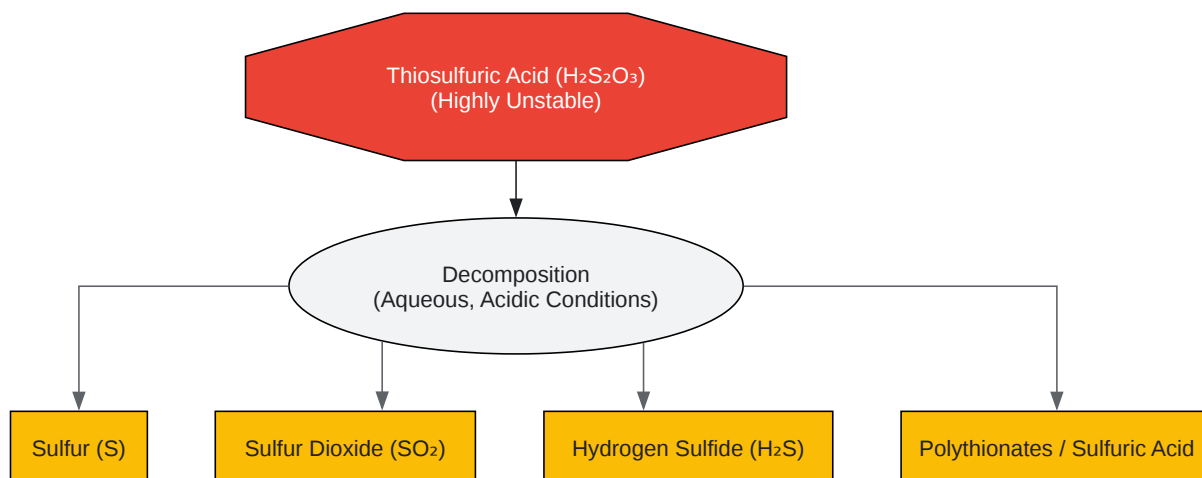 Thiosulfuric Acid (H₂S₂O₃)
(Highly Unstable)
Decomposition
(Aqueous, Acidic Conditions)
Sulfur (S)
Sulfur Dioxide (SO₂)
Hydrogen Sulfide (H₂S)
Polythionates / Sulfuric Acid